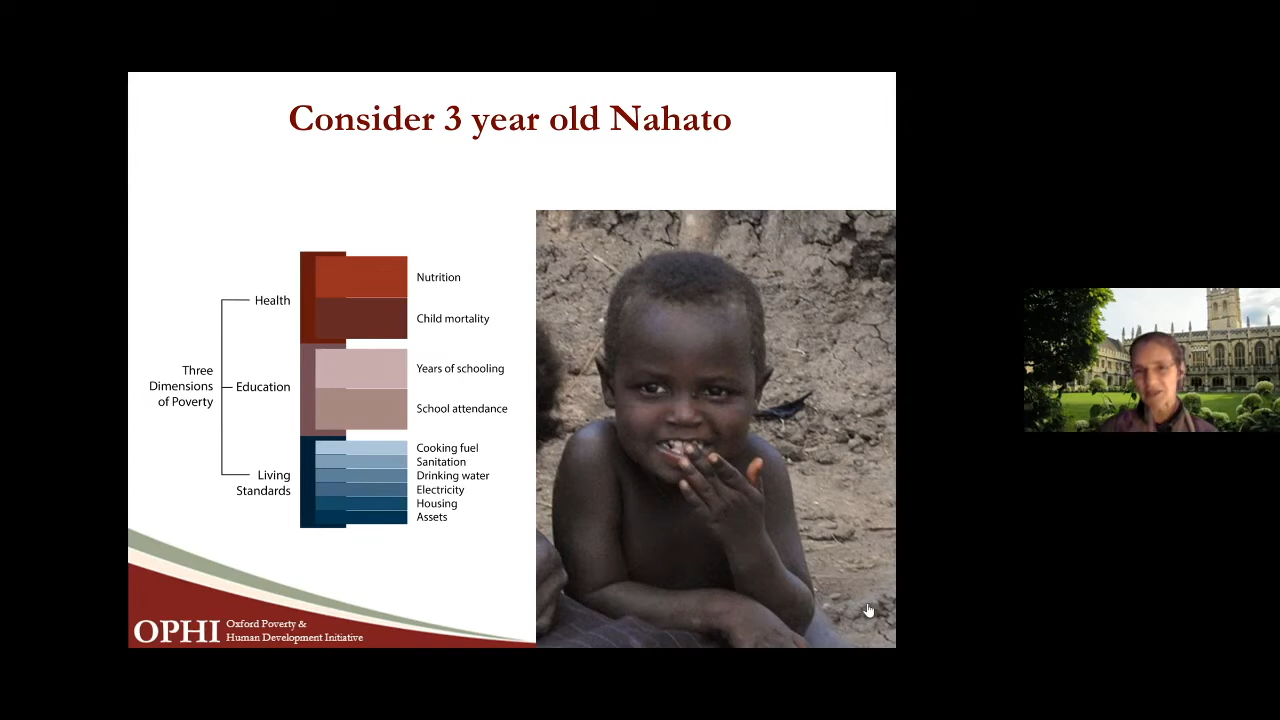 Consider 3 year old Nahato
Three
Dimensions
of Poverty
Health
Education
Living
Standards
Nutrition
Child mortality
Years of schooling
School attendance
Cooking fuel
Sanitation
Drinking water
Electricity
Housing
Assets
OPHI
Oxford Poverty &
Human Development Initiative